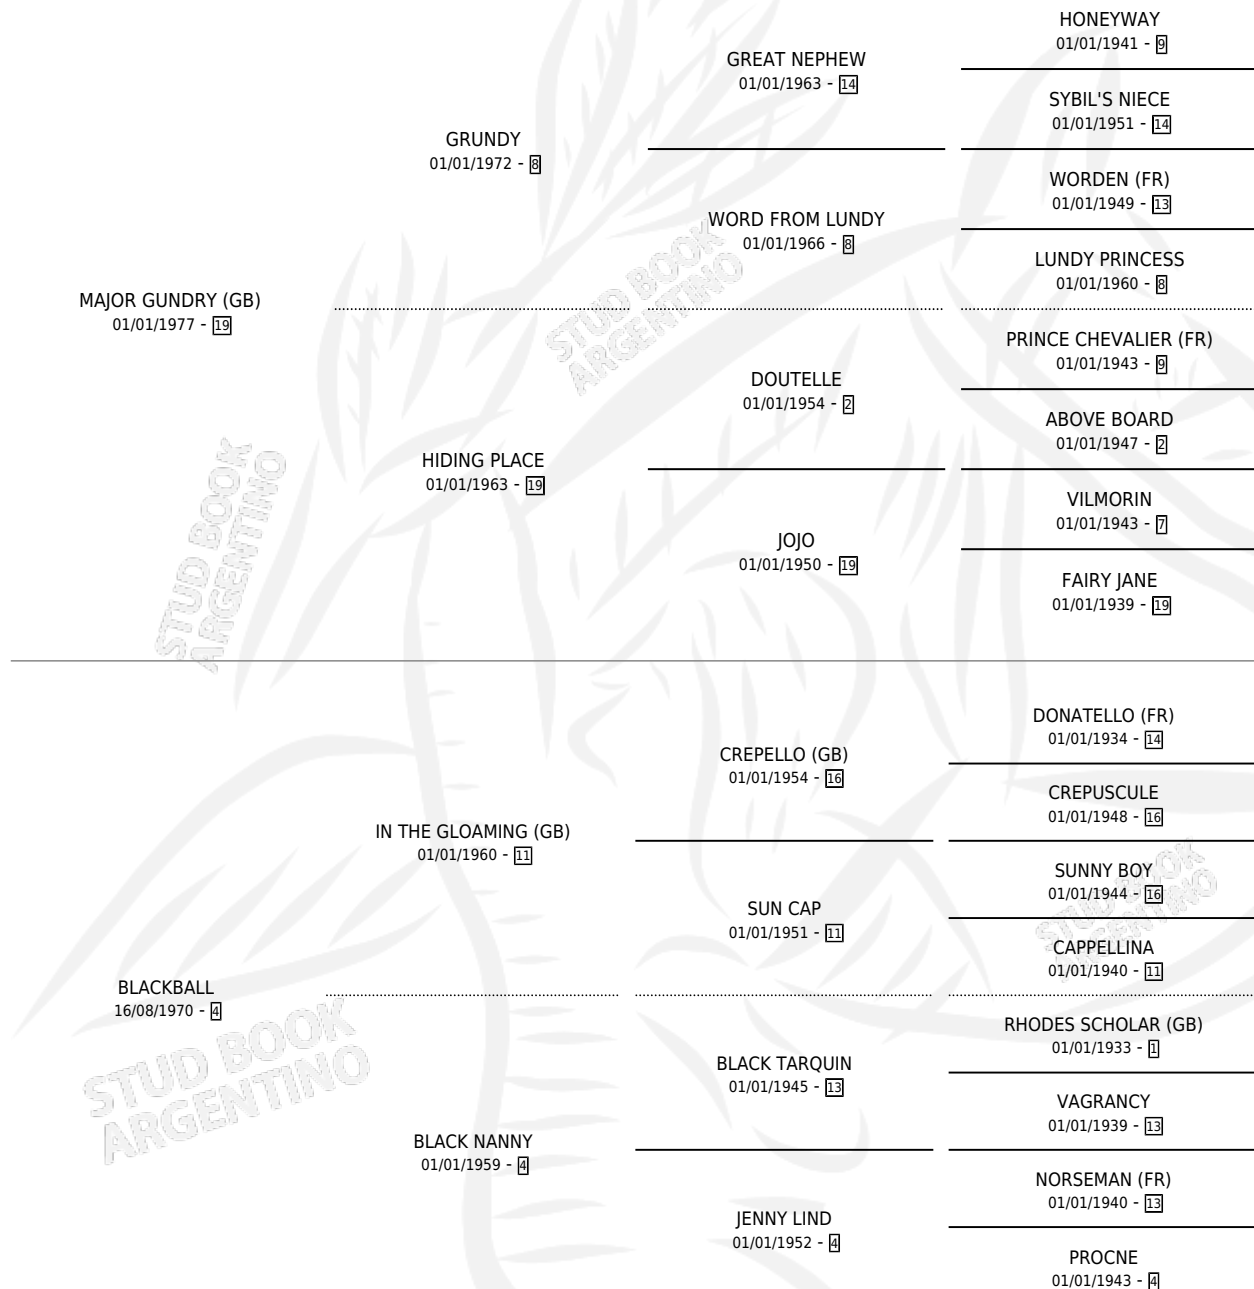 HONEYWAY
01/01/1941 - 9
GREAT NEPHEW
01/01/1963 - 14
SYBIL'S NIECE
01/01/1951 - 14
GRUNDY
01/01/1972 - 8
WORDEN (FR)
01/01/1949 - 13
WORD FROM LUNDY
01/01/1966 - 8
LUNDY PRINCESS
01/01/1960 - 8
MAJOR GUNDRY (GB)
01/01/1977 - 19
STUD BOOK
ARGENTINO
PRINCE CHEVALIER (FR)
01/01/1943 - 9
DOUTELLE
01/01/1954 - 2
ABOVE BOARD
01/01/1947 - 2
HIDING PLACE
01/01/1963 - 19
VILMORIN
01/01/1943 - 7
JOJO
01/01/1950 - 19
FAIRY JANE
01/01/1939 - 19
STUD BOOK
ARGENTINO
DONATELLO (FR)
01/01/1934 - 14
CREPELLO (GB)
01/01/1954 - 16
CREPUSCULE
01/01/1948 - 16
IN THE GLOAMING (GB)
01/01/1960 - 11
SUNNY BOY
01/01/1944 - 16
SUN CAP
01/01/1951 - 11
STUD BOOK
ARGENTINO
CAPPELLINA
01/01/1940 - 11
BLACKBALL
16/08/1970 - 4
STUD BOOK
ARGENTINO
RHODES SCHOLAR (GB)
01/01/1933 - 1
BLACK TARQUIN
01/01/1945 - 13
VAGRANCY
01/01/1939 - 13
BLACK NANNY
01/01/1959 - 4
NORSEMAN (FR)
01/01/1940 - 13
JENNY LIND
01/01/1952 - 4
PROCNE
01/01/1943 - 4